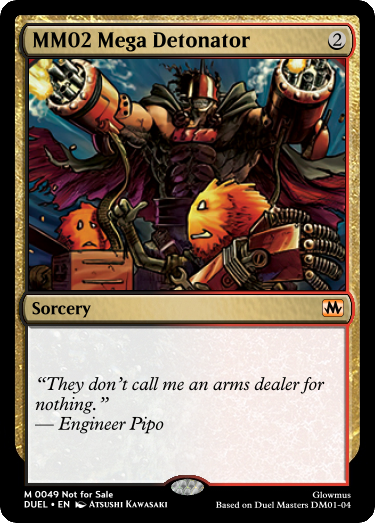 MM02 Mega Detonator 2
Sorcery
M
“They don’t call me an arms dealer for
nothing.”
— Engineer Pipo
M 0049 Not for Sale
DUEL • EN Atsushi Kawasaki
Glowmus
Based on Duel Masters DM01-04